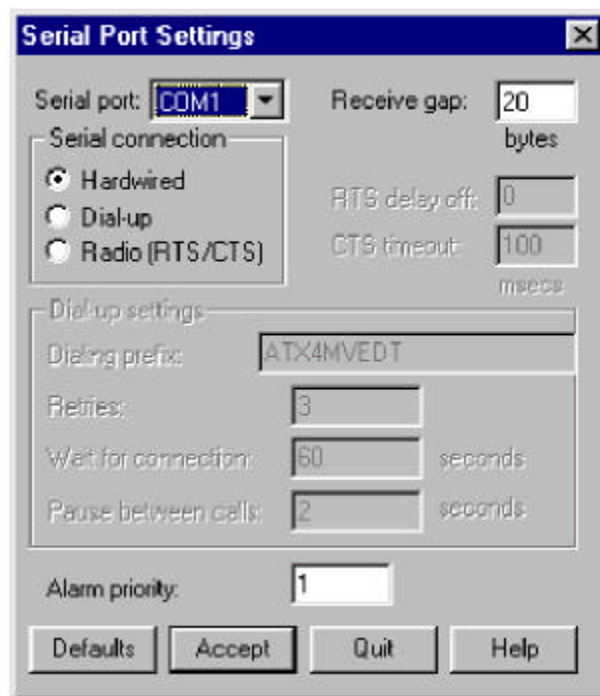 Serial Port Settings
Serial port: COM1
Receive gap: 20
bytes
Serial connection
Hardwired
Dial-up
Radio (RTS/CTS)
RTS delay off: 0
CTS timeout: 100
msecs
Dial-up settings
Dialing prefix: ATX4MVEDT
Retries: 3
Wait for connection: 60 seconds
Pause between calls: 2 seconds
Alarm priority: 1
Defaults Accept Quit Help